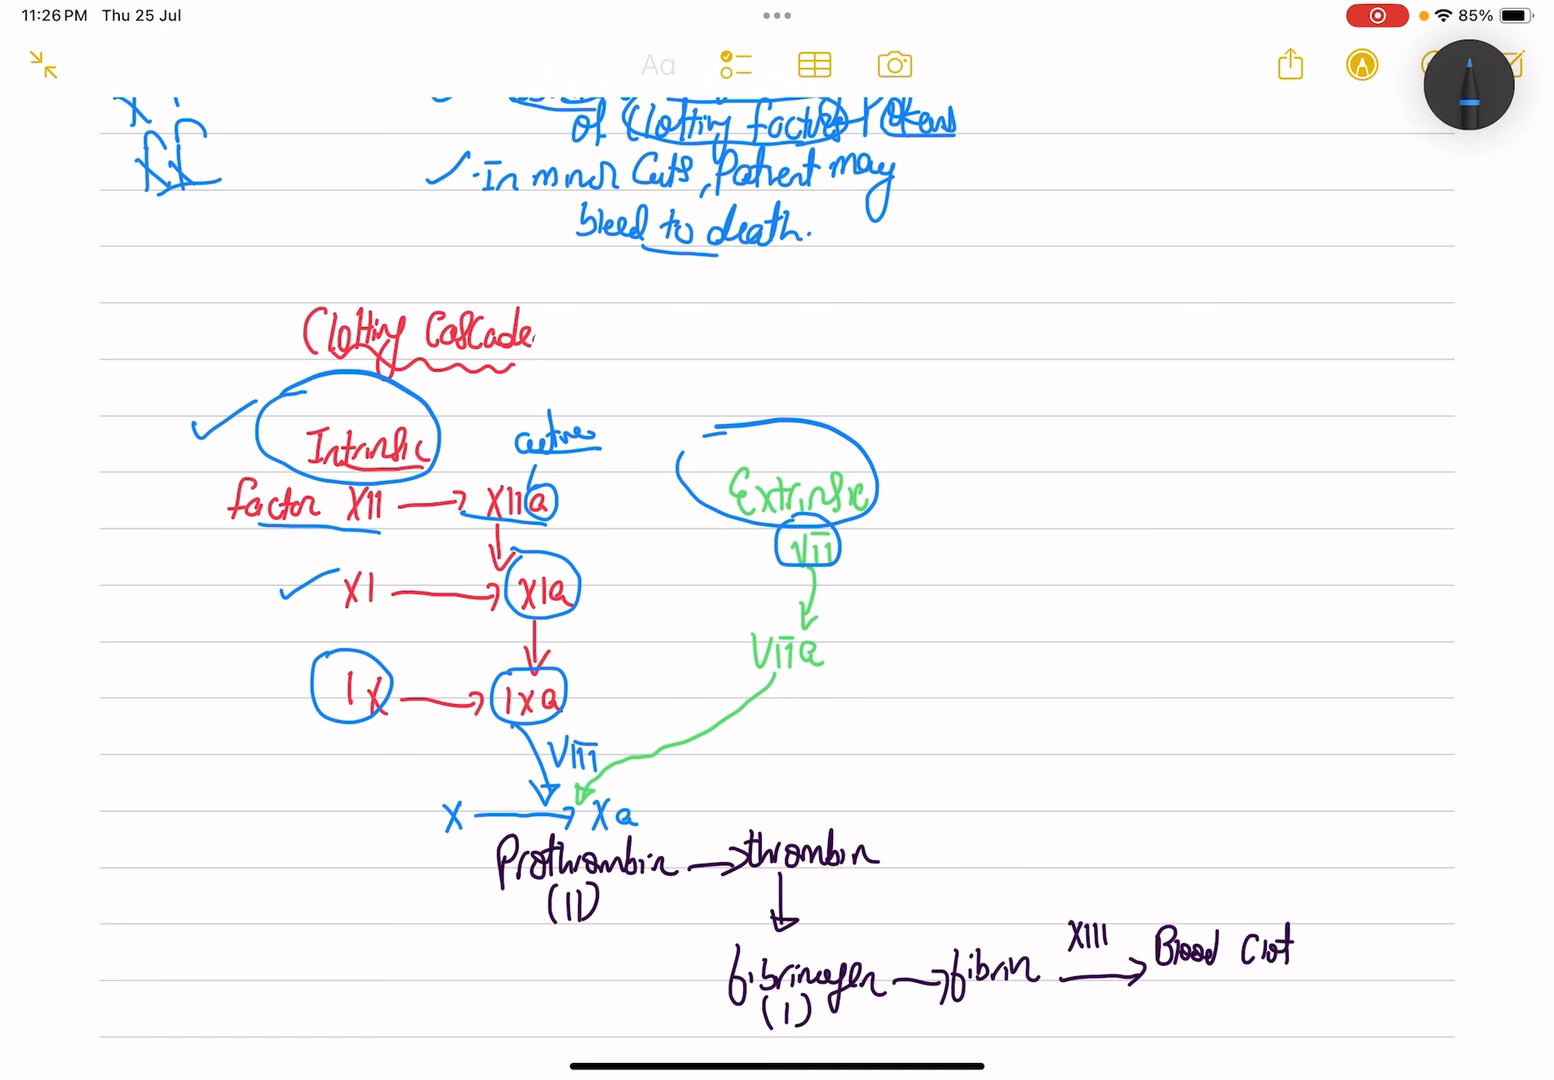 11:26 PM Thu 25 Jul
85%
Aa
of Clotting factors
In minor Cuts, Patient may
bleed to death.
Clotting Cascade
Intrinsic
active
Extrinsic
factor XII → XIIa
VII
XI → XIa
VIIa
IX → IXa
VIII
X → Xa
Prothrombin → thrombin
(II)
XIII
fibrinogen → fibrin → Blood Clot
(I)